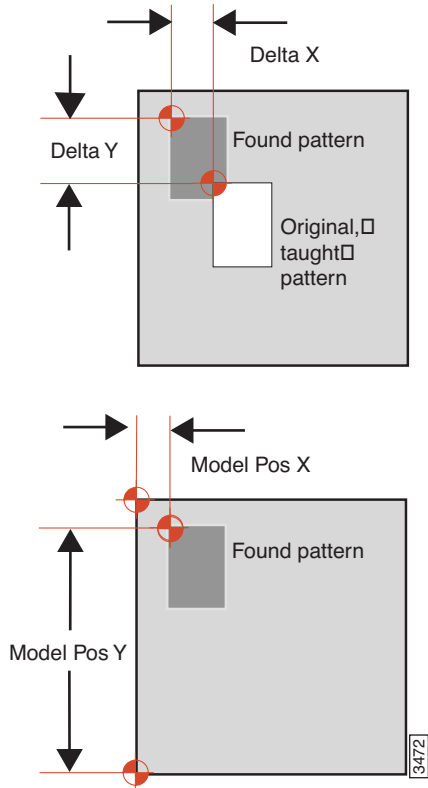 Delta X
Delta Y
Found pattern
Original,□
taught□
pattern
Model Pos X
Found pattern
Model Pos Y
3472